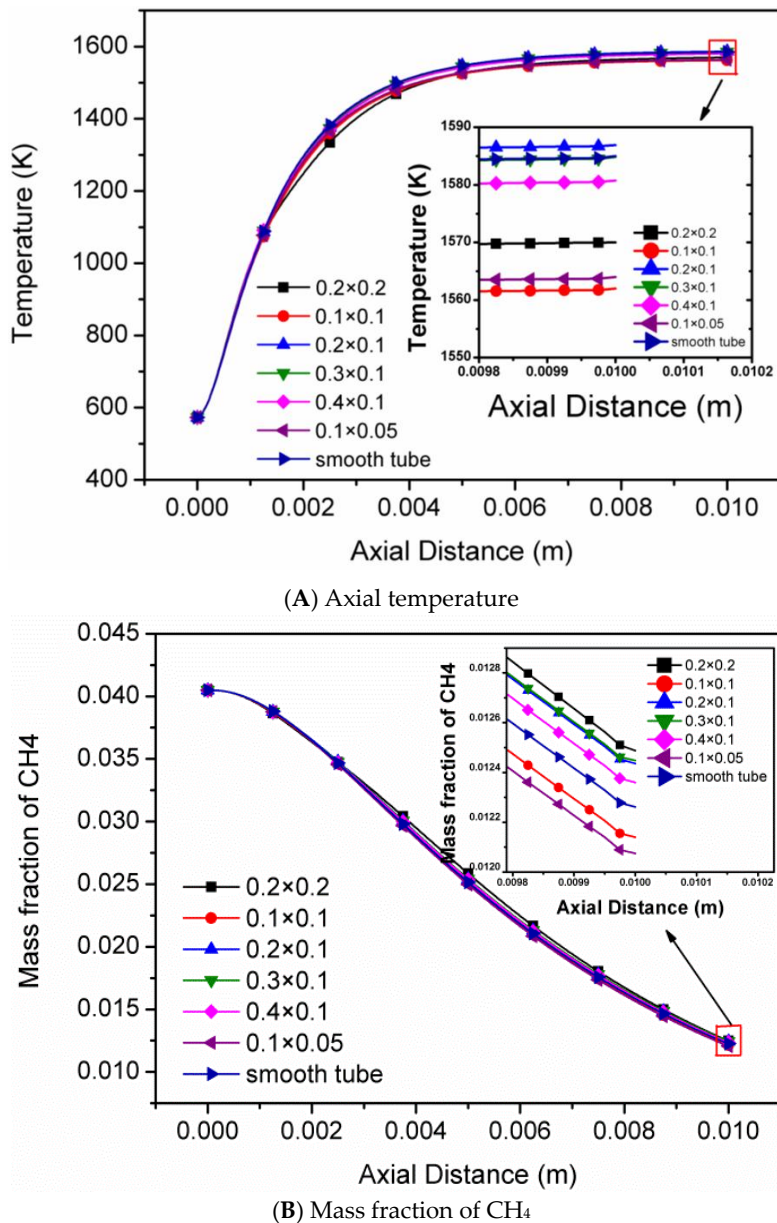 1600
1400
1200
1000
800
600
400
Temperature (K)
0.000 0.002 0.004 0.006 0.008 0.010
Axial Distance (m)
0.2×0.2
0.1×0.1
0.2×0.1
0.3×0.1
0.4×0.1
0.1×0.05
smooth tube
1590
1580
1570
1560
1550
Temperature (K)
0.0098 0.0099 0.0100 0.0101 0.0102
Axial Distance (m)
0.2×0.2
0.1×0.1
0.2×0.1
0.3×0.1
0.4×0.1
0.1×0.05
smooth tube
(A) Axial temperature
0.045
0.040
0.035
0.030
0.025
0.020
0.015
0.010
Mass fraction of CH4
0.000 0.002 0.004 0.006 0.008 0.010
Axial Distance (m)
0.2×0.2
0.1×0.1
0.2×0.1
0.3×0.1
0.4×0.1
0.1×0.05
smooth tube
0.0128
0.0126
0.0124
0.0122
0.0120
Mass fraction of CH4
0.0098 0.0099 0.0100 0.0101 0.0102
Axial Distance (m)
0.2×0.2
0.1×0.1
0.2×0.1
0.3×0.1
0.4×0.1
0.1×0.05
smooth tube
(B) Mass fraction of CH₄